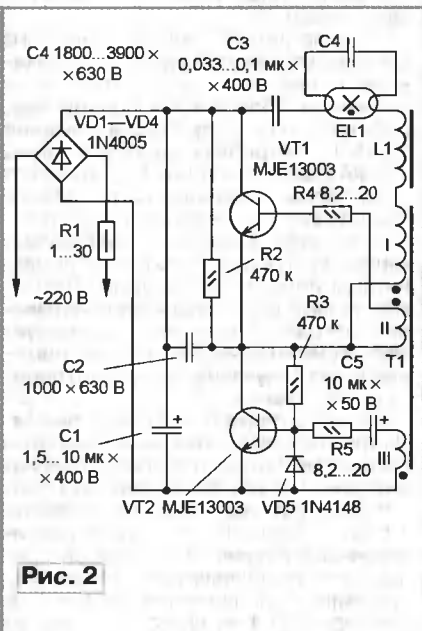 C4 1800...3900 ×
× 630 В
C3
0,033...0,1 мк ×
× 400 В
C4
EL1
L1
VD1—VD4
1N4005
VT1
MJE13003
R4 8,2...20
R1
1...30
R2
470 к
I
II
R3
470 к
~220 В
C2
1000 × 630 В
C5
10 мк ×
× 50 В
T1
C1
1,5...10 мк ×
× 400 В
+
+
R5
8,2...20
III
VT2 MJE13003
VD5 1N4148
Рис. 2